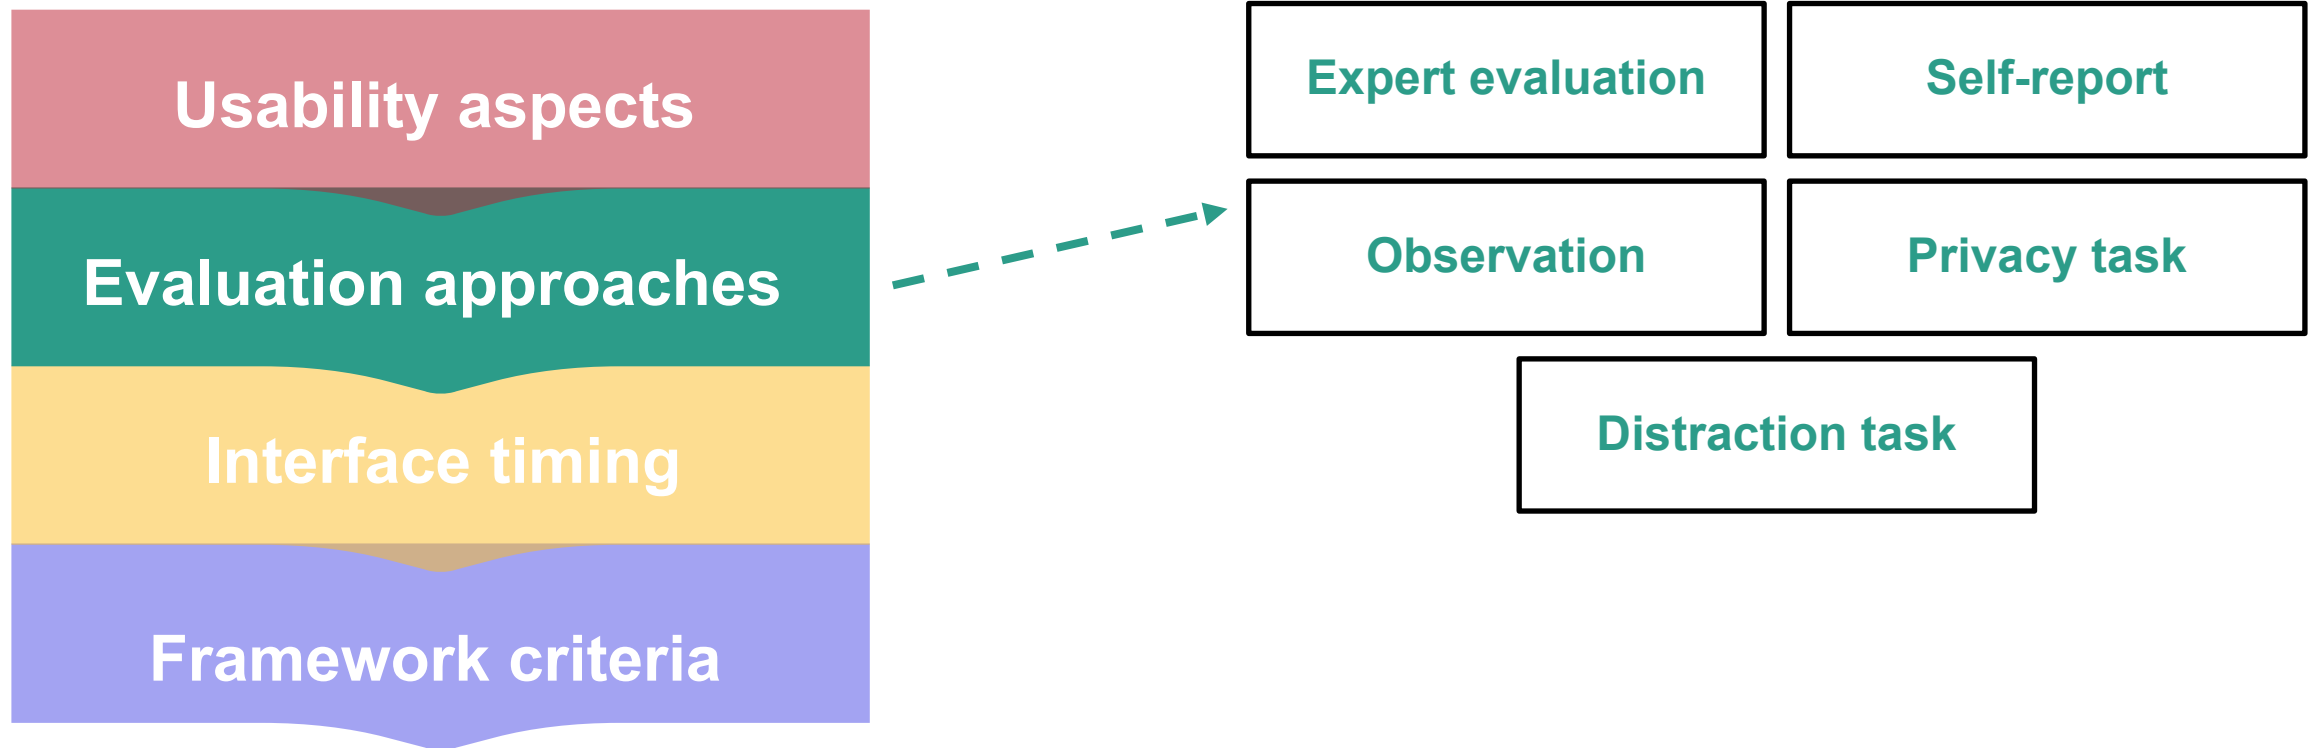 Usability aspects
Evaluation approaches
Interface timing
Framework criteria
Expert evaluation
Self-report
Observation
Privacy task
Distraction task